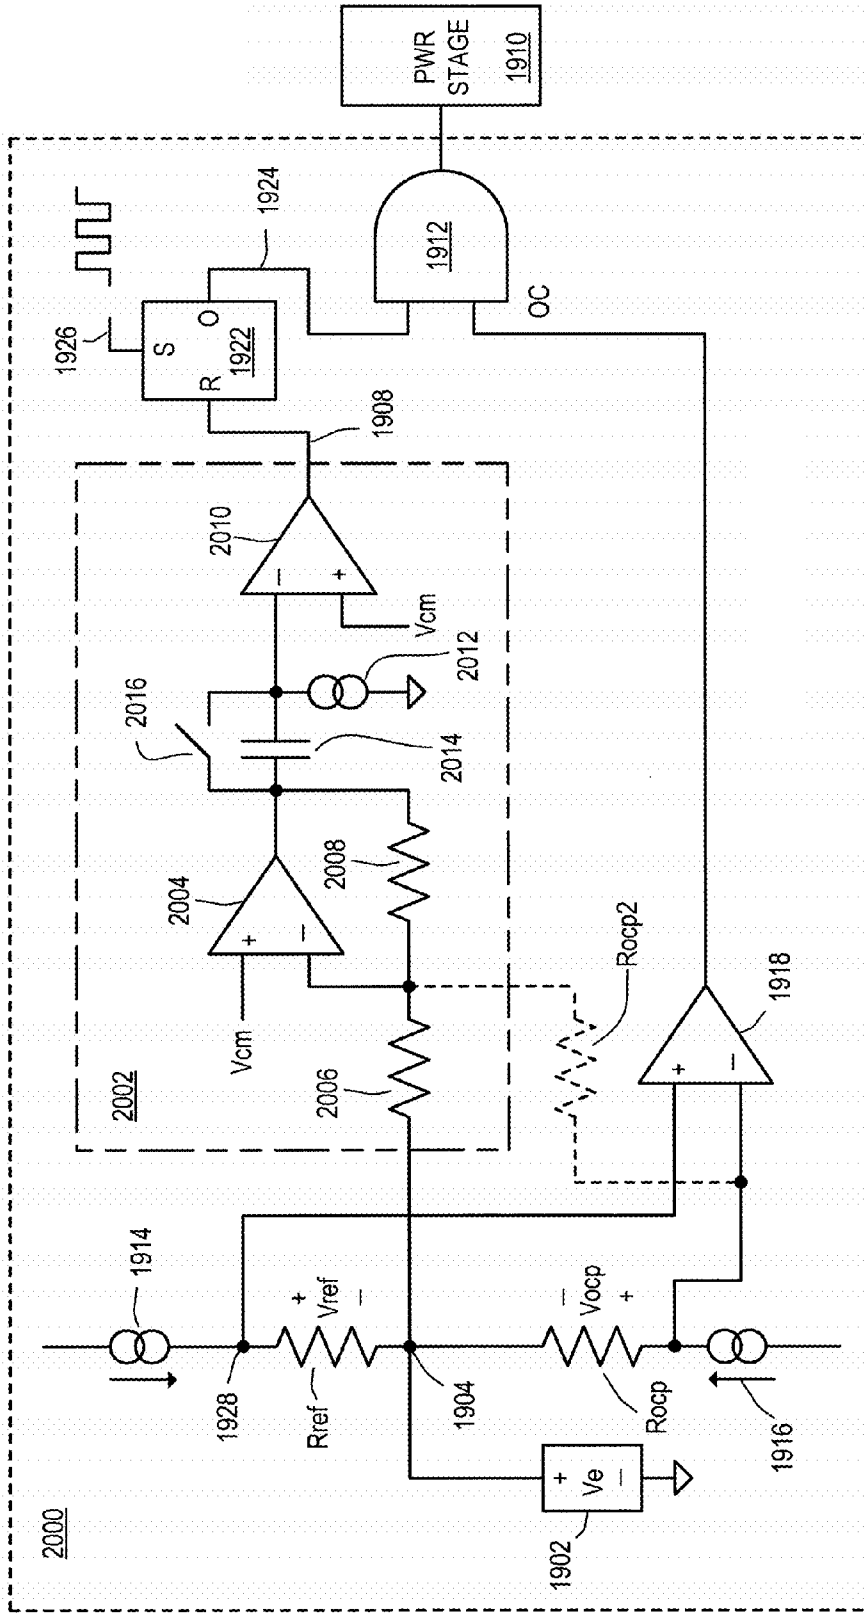 2000
1902
+
Ve
−
1904
1928
1914
Rref
+
Vref
−
−
Vocp
+
Rocp
1916
2002
2006
Vcm
2004
+
−
2008
2014
2016
2012
2010
−
+
Vcm
Rocp2
+
−
1918
1908
1926
S
R
O
1922
1924
1912
OC
PWR
STAGE
1910